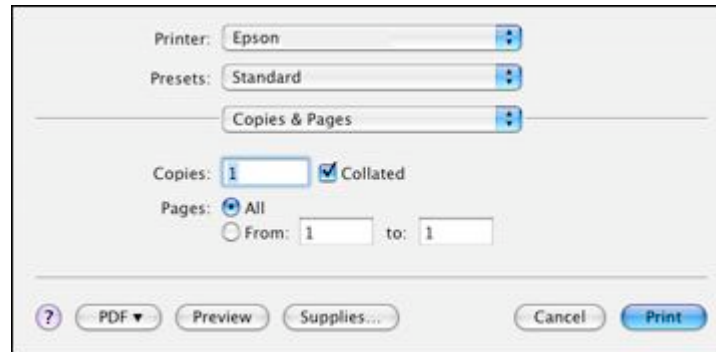 Printer: Epson
Presets: Standard
Copies & Pages
Copies: 1 Collated
Pages: All
From: 1 to: 1
? PDF ▼ Preview Supplies... Cancel Print